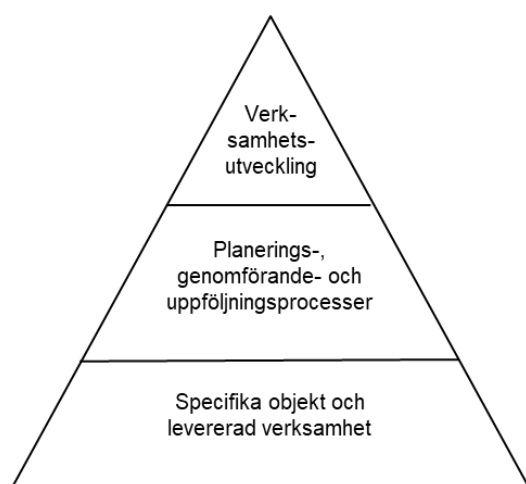 Verk-
samhets-
utveckling
Planerings-,
genomförande- och
uppföljningsprocesser
Specifika objekt och
levererad verksamhet